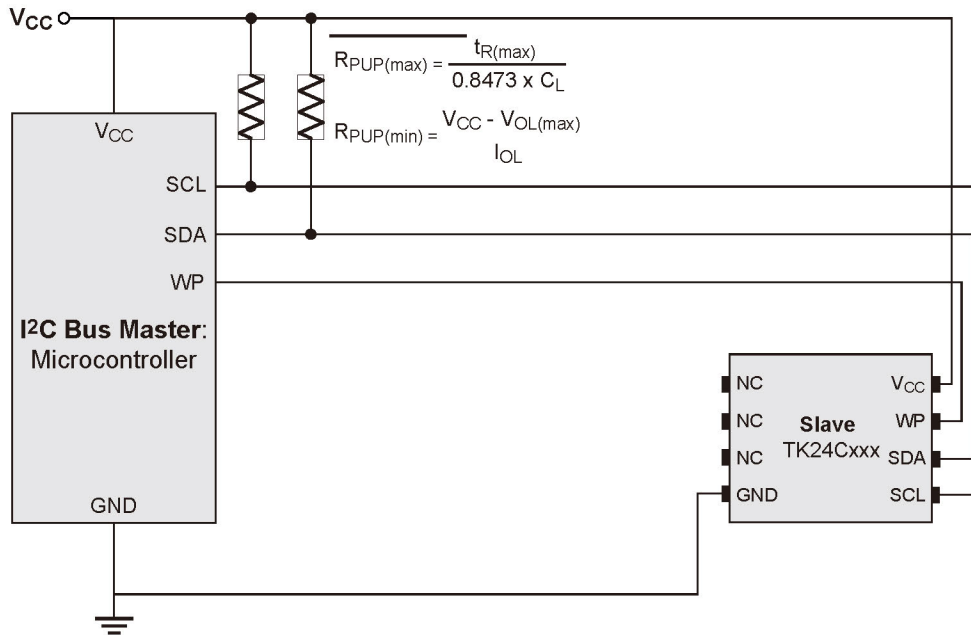 VCC
RPUP(max) = tR(max)
0.8473 x CL
RPUP(min) = VCC - VOL(max)
IOL
VCC
SCL
SDA
WP
I²C Bus Master:
Microcontroller
GND
NC
NC
NC
GND
Slave
TK24Cxxx
VCC
WP
SDA
SCL